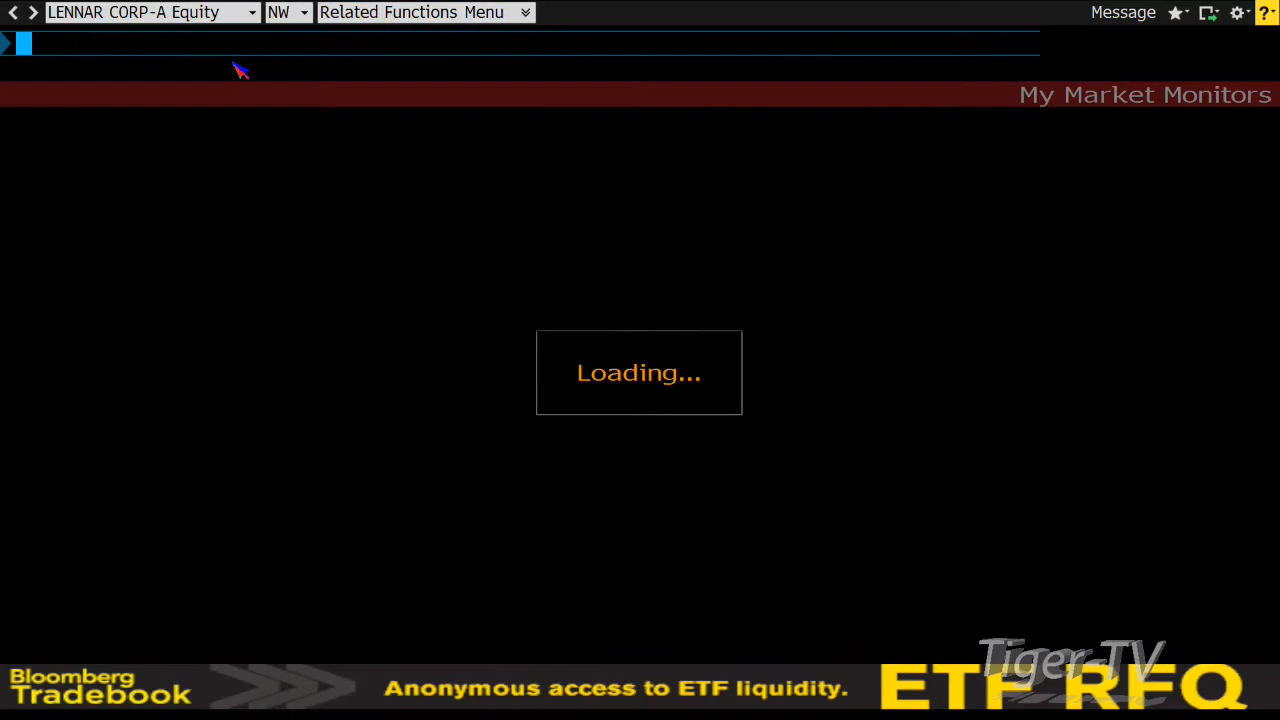 LENNAR CORP-A Equity NW Related Functions Menu Message ?
My Market Monitors
Loading...
Bloomberg
Tradebook
Anonymous access to ETF liquidity.
ETF RFQ
Tiger-TV